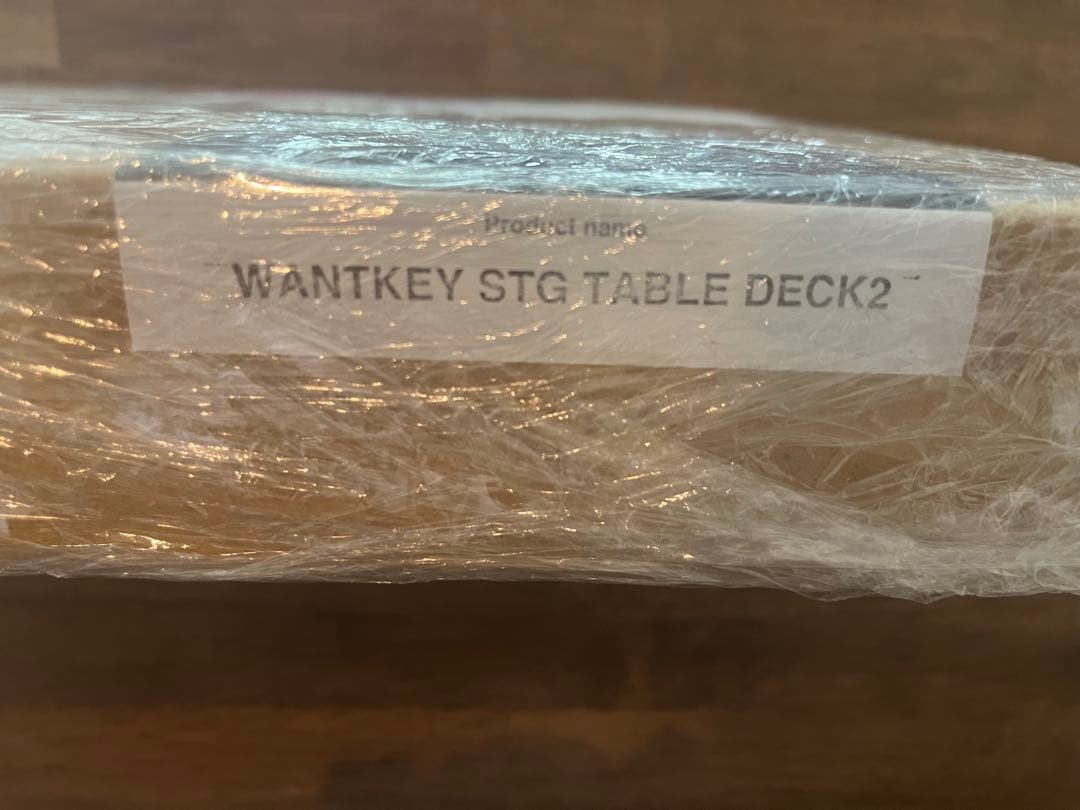 Product name
WANTKEY STG TABLE DECK2